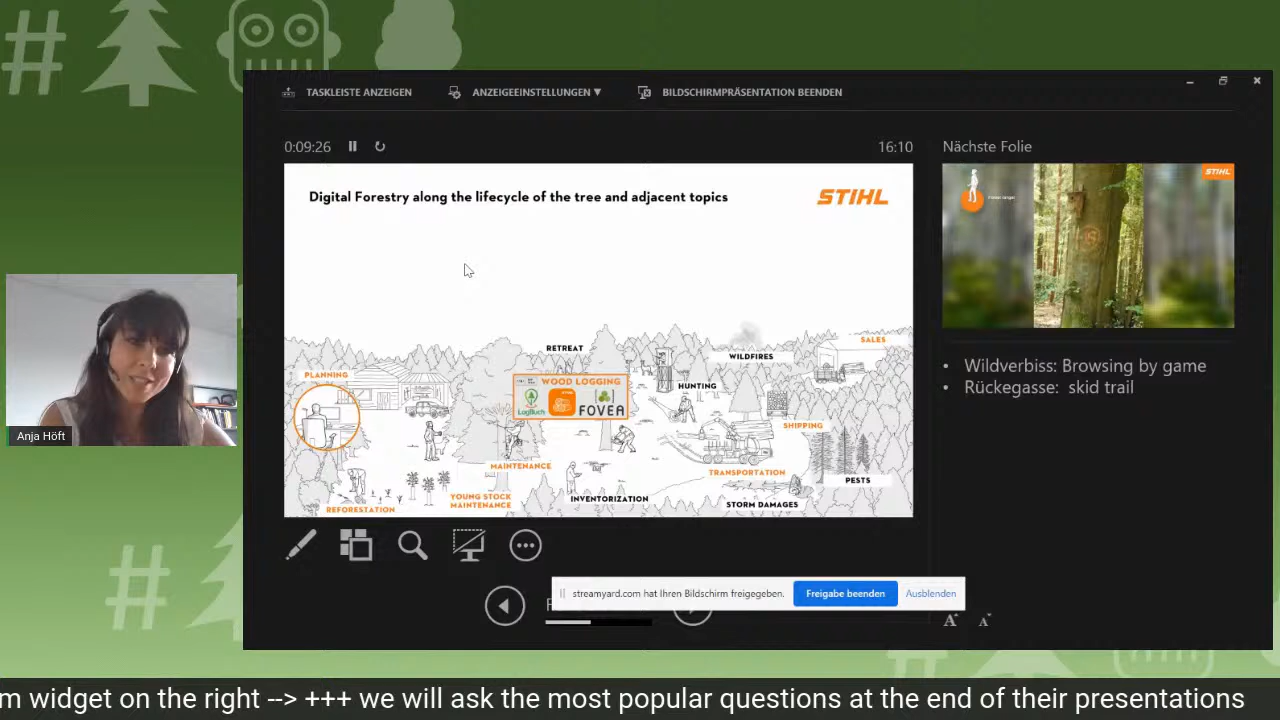 TASKLEISTE ANZEIGEN
ANZEIGEEINSTELLUNGEN ▼
BILDSCHIRMPRÄSENTATION BEENDEN
0:09:26
16:10
Nächste Folie
Digital Forestry along the lifecycle of the tree and adjacent topics
STIHL
STIHL
RETREAT
WILDFIRES
SALES
PLANNING
WOOD LOGGING
HUNTING
LogBuch
FOVEA
SHIPPING
MAINTENANCE
TRANSPORTATION
PESTS
YOUNG STOCK
MAINTENANCE
INVENTORIZATION
STORM DAMAGES
REFORESTATION
• Wildverbiss: Browsing by game
• Rückegasse: skid trail
Anja Höft
streamyard.com hat Ihren Bildschirm freigegeben.
Freigabe beenden
Ausblenden
A
A
m widget on the right --> +++ we will ask the most popular questions at the end of their presentations